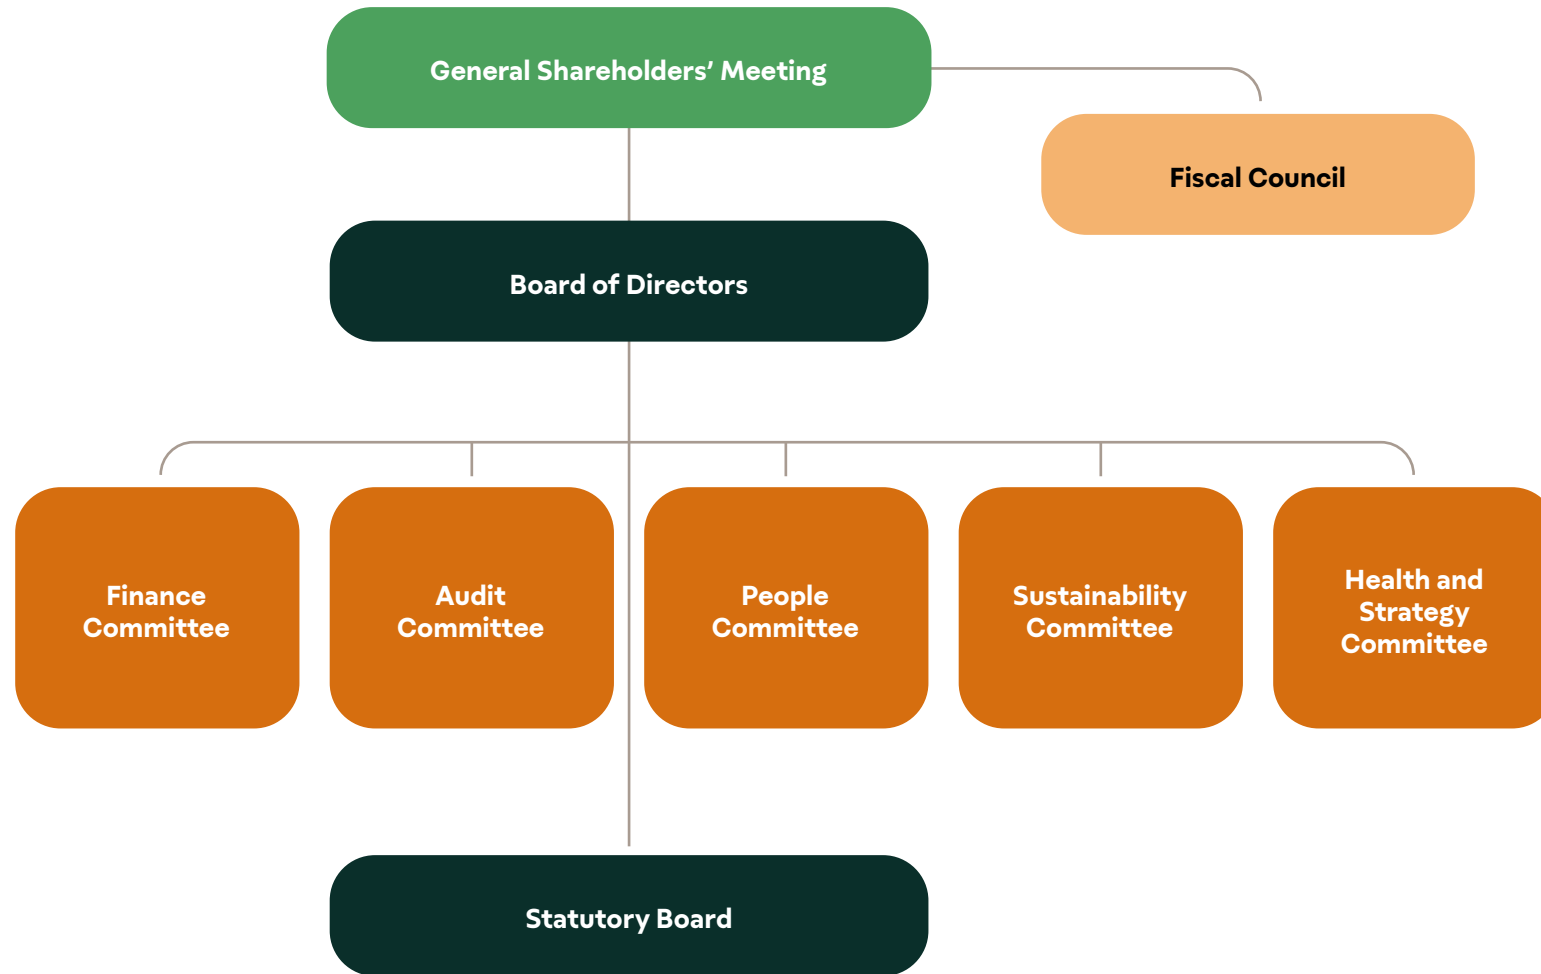 General Shareholders’ Meeting
Fiscal Council
Board of Directors
Finance
Committee
Audit
Committee
People
Committee
Sustainability
Committee
Health and
Strategy
Committee
Statutory Board